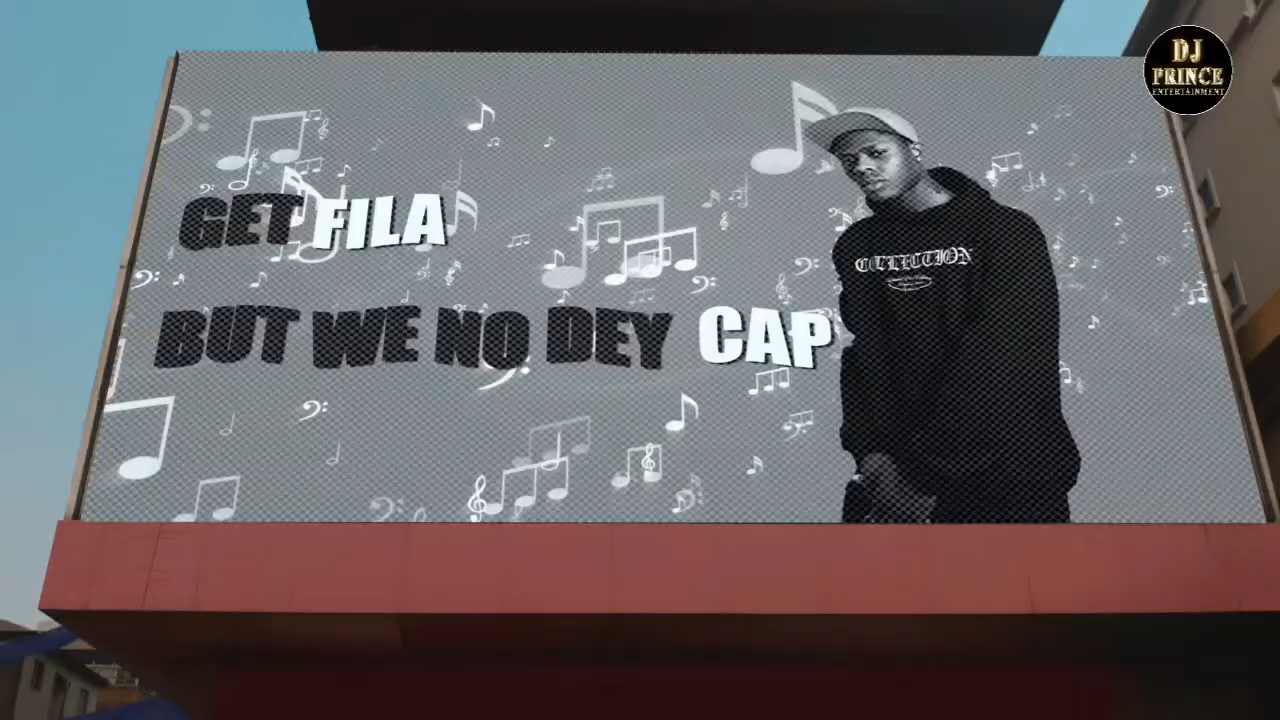 DJ
PRINCE
ENTERTAINMENT
GET FILA
BUT WE NO DEY CAP
COLLECTION